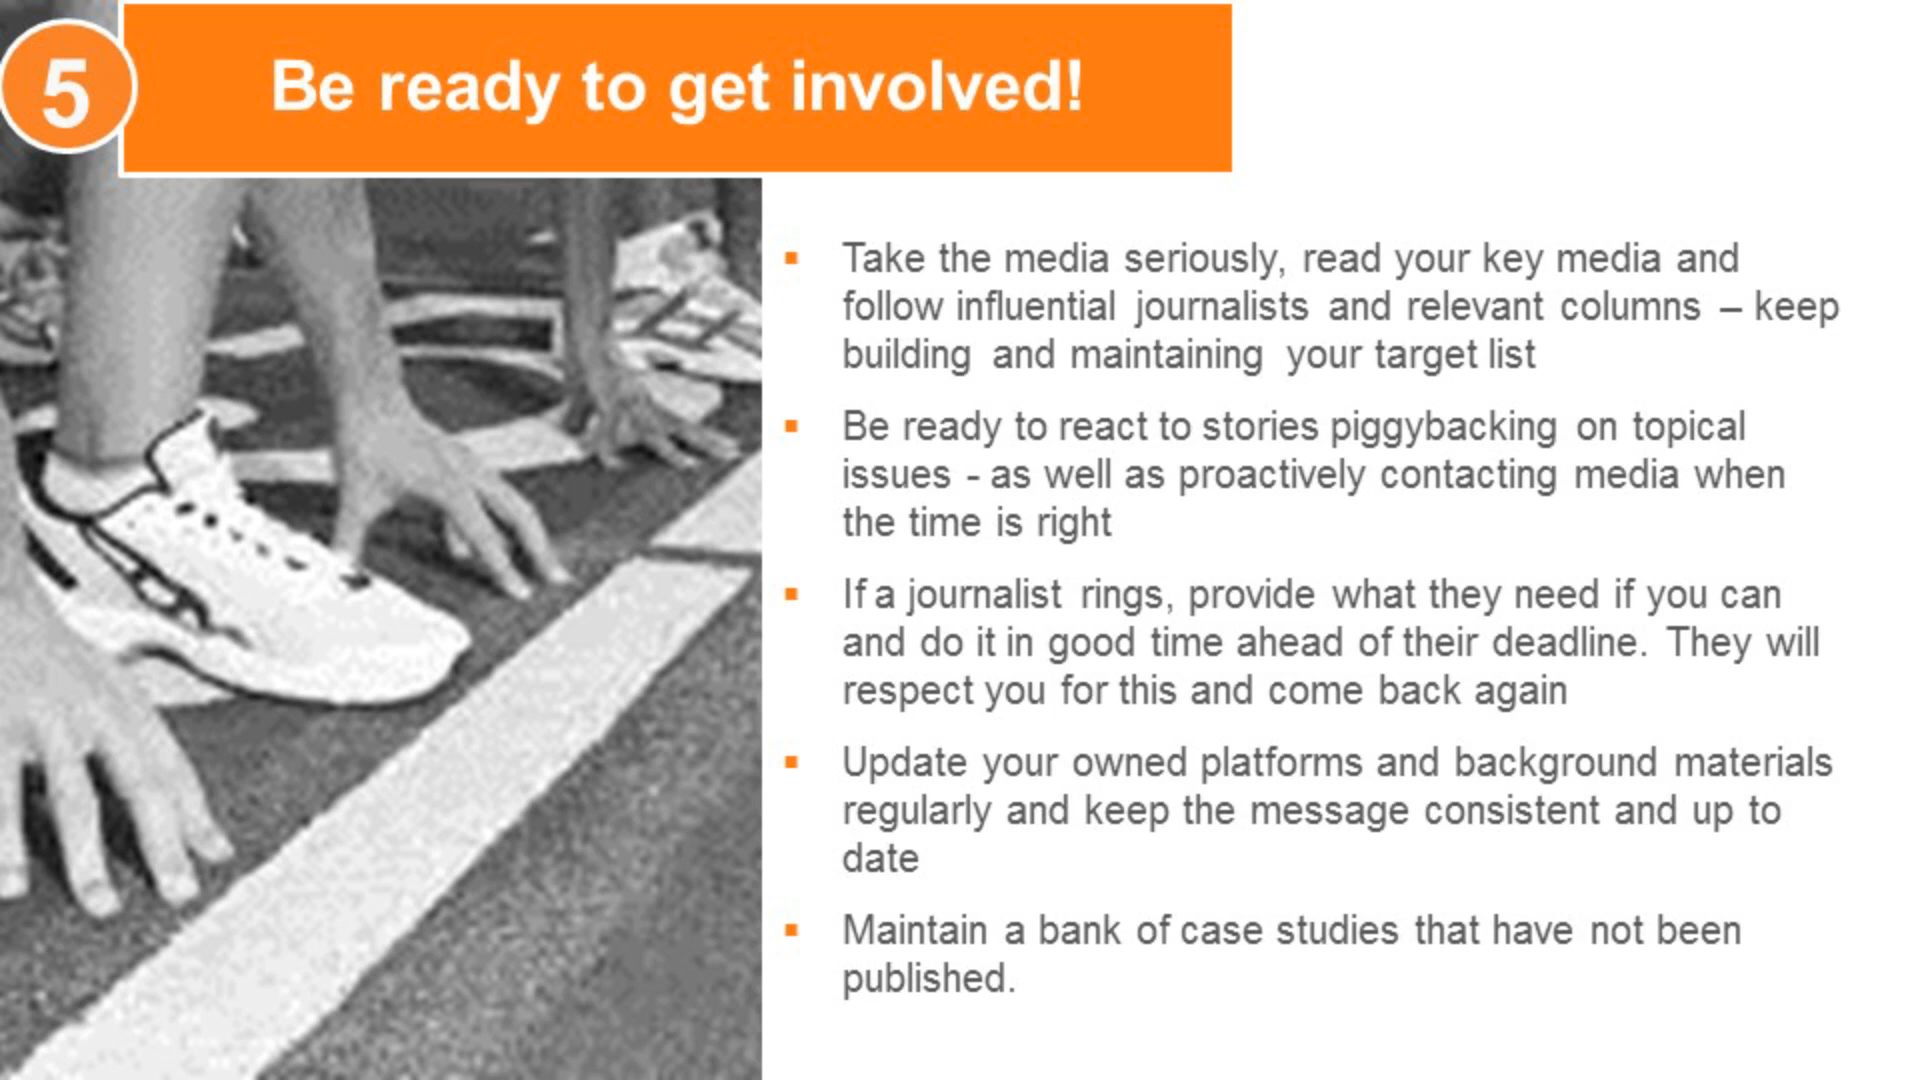 5
Be ready to get involved!
▪ Take the media seriously, read your key media and
follow influential journalists and relevant columns – keep
building and maintaining your target list
▪ Be ready to react to stories piggybacking on topical
issues - as well as proactively contacting media when
the time is right
▪ If a journalist rings, provide what they need if you can
and do it in good time ahead of their deadline. They will
respect you for this and come back again
▪ Update your owned platforms and background materials
regularly and keep the message consistent and up to
date
▪ Maintain a bank of case studies that have not been
published.